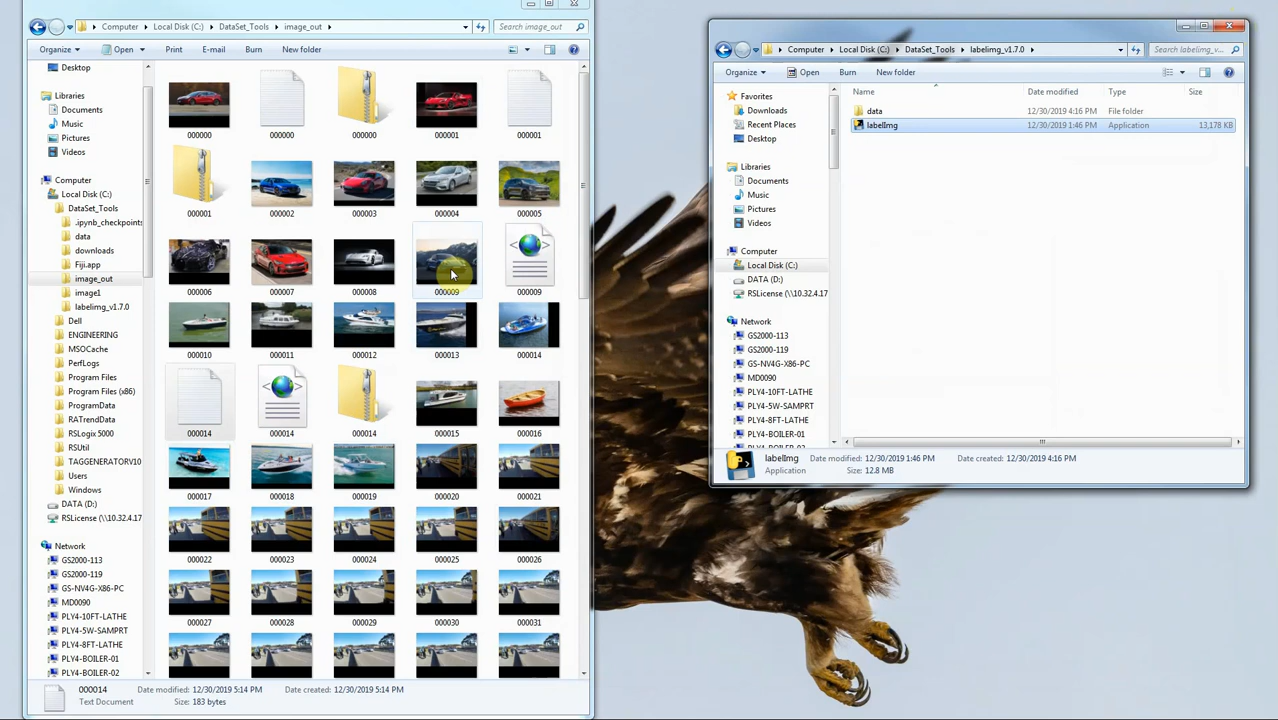 Computer ▸ Local Disk (C:) ▸ DataSet_Tools ▸ image_out ▸
Search image_out
Organize Open Print E-mail Burn New folder
Desktop
Libraries
Documents
Music
Pictures
Videos
Computer
Local Disk (C:)
DataSet_Tools
.ipynb_checkpoints
data
downloads
Fiji.app
image_out
image1
labelimg_v1.7.0
Dell
ENGINEERING
MSOCache
PerfLogs
Program Files
Program Files (x86)
ProgramData
RATrendData
RSLogix 5000
RSUtil
TAGGENERATORV10
Users
Windows
DATA (D:)
RSLicense (\\10.32.4.17
Network
GS2000-113
GS2000-119
GS-NV4G-X86-PC
MD0090
PLY4-10FT-LATHE
PLY4-5W-SAMPRT
PLY4-8FT-LATHE
PLY4-BOILER-01
PLY4-BOILER-02
000000 000000 000000 000001 000001
000001 000002 000003 000004 000005
000006 000007 000008 000009 000009
000010 000011 000012 000013 000014
000014 000014 000014 000015 000016
000017 000018 000019 000020 000021
000022 000023 000024 000025 000026
000027 000028 000029 000030 000031
000014 Date modified: 12/30/2019 5:14 PM Date created: 12/30/2019 5:14 PM
Text Document Size: 183 bytes
Computer ▸ Local Disk (C:) ▸ DataSet_Tools ▸ labelimg_v1.7.0 ▸
Search labelimg_v...
Organize Open Burn New folder
Favorites
Downloads
Recent Places
Desktop
Libraries
Documents
Music
Pictures
Videos
Computer
Local Disk (C:)
DATA (D:)
RSLicense (\\10.32.4.17
Network
GS2000-113
GS2000-119
GS-NV4G-X86-PC
MD0090
PLY4-10FT-LATHE
PLY4-5W-SAMPRT
PLY4-8FT-LATHE
PLY4-BOILER-01
Name Date modified Type Size
data 12/30/2019 4:16 PM File folder
labelImg 12/30/2019 1:46 PM Application 13,178 KB
labelImg Date modified: 12/30/2019 1:46 PM Date created: 12/30/2019 4:16 PM
Application Size: 12.8 MB